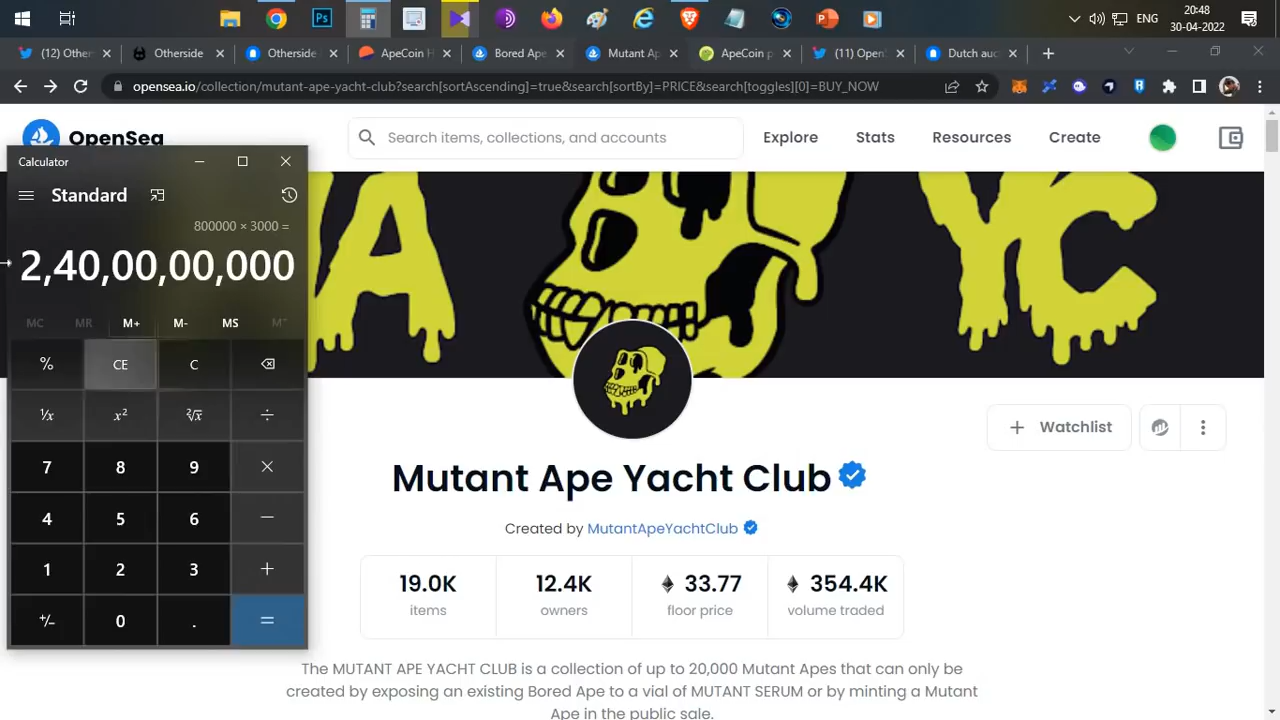 20:48
ENG
30-04-2022
(12) Other
Otherside
Otherside.
ApeCoin H
Bored Ape
Mutant Ap
ApeCoin p
(11) Open
Dutch auc
opensea.io/collection/mutant-ape-yacht-club?search[sortAscending]=true&search[sortBy]=PRICE&search[toggles][0]=BUY_NOW
OpenSea
Search items, collections, and accounts
Explore
Stats
Resources
Create
Calculator
Standard
800000 × 3000 =
2,40,00,00,000
MC MR M+ M- MS M˅
% CE C
¹/x x² ²√x ÷
7 8 9 ×
4 5 6 −
1 2 3 +
+/- 0 . =
A YC
Watchlist
Mutant Ape Yacht Club
Created by MutantApeYachtClub
19.0K
items
12.4K
owners
33.77
floor price
354.4K
volume traded
The MUTANT APE YACHT CLUB is a collection of up to 20,000 Mutant Apes that can only be
created by exposing an existing Bored Ape to a vial of MUTANT SERUM or by minting a Mutant
Ape in the public sale.